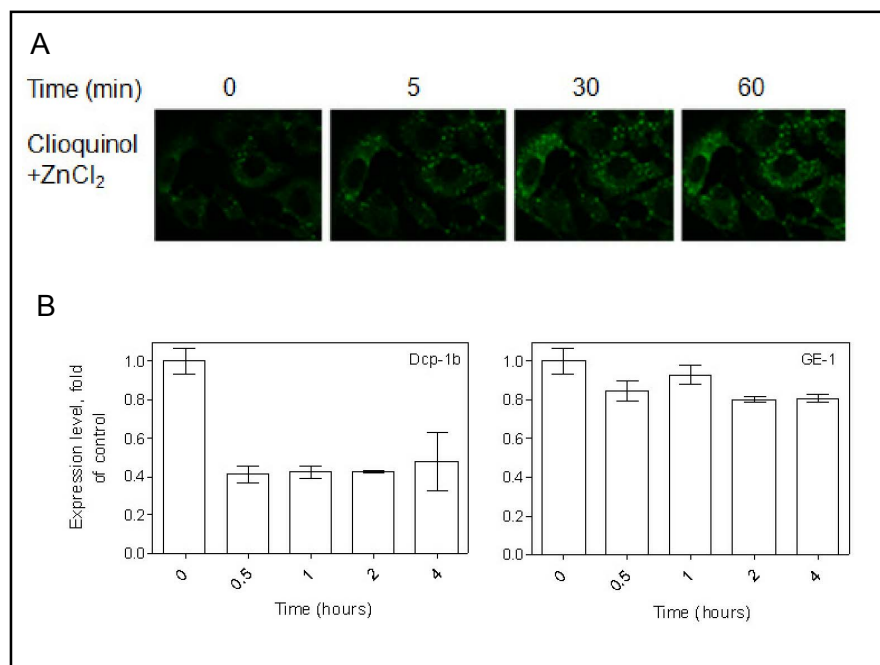 A
Time (min) 0 5 30 60
Clioquinol
+ZnCl2
B
Expression level, fold
of control
1.0
0.8
0.6
0.4
0.2
0.0
Dcp-1b
0 0.5 1 2 4
Time (hours)
1.0
0.8
0.6
0.4
0.2
0.0
GE-1
0 0.5 1 2 4
Time (hours)